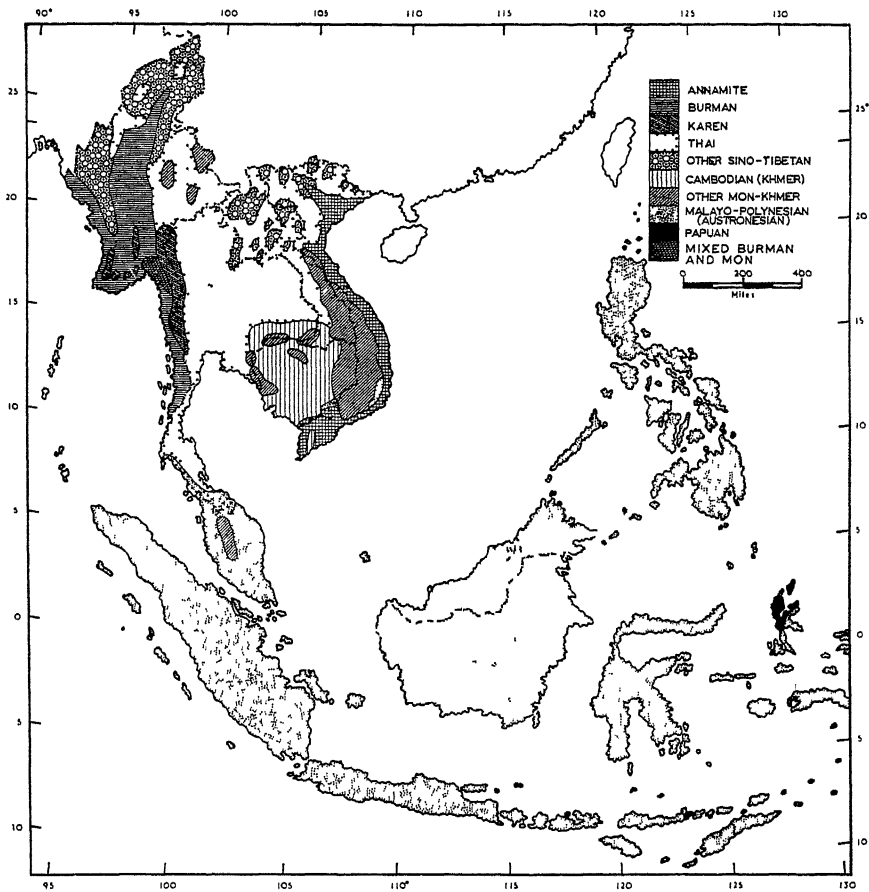 90° 95 100 105 110 115 120 125 130
25
20
15
10
5
0
5
10
25°
20
15
10
5
0
5
10
ANNAMITE
BURMAN
KAREN
THAI
OTHER SINO-TIBETAN
CAMBODIAN (KHMER)
OTHER MON-KHMER
MALAYO-POLYNESIAN
(AUSTRONESIAN)
PAPUAN
MIXED BURMAN
AND MON
0 200 400
Miles
95 100 105 110° 115 120 125 130